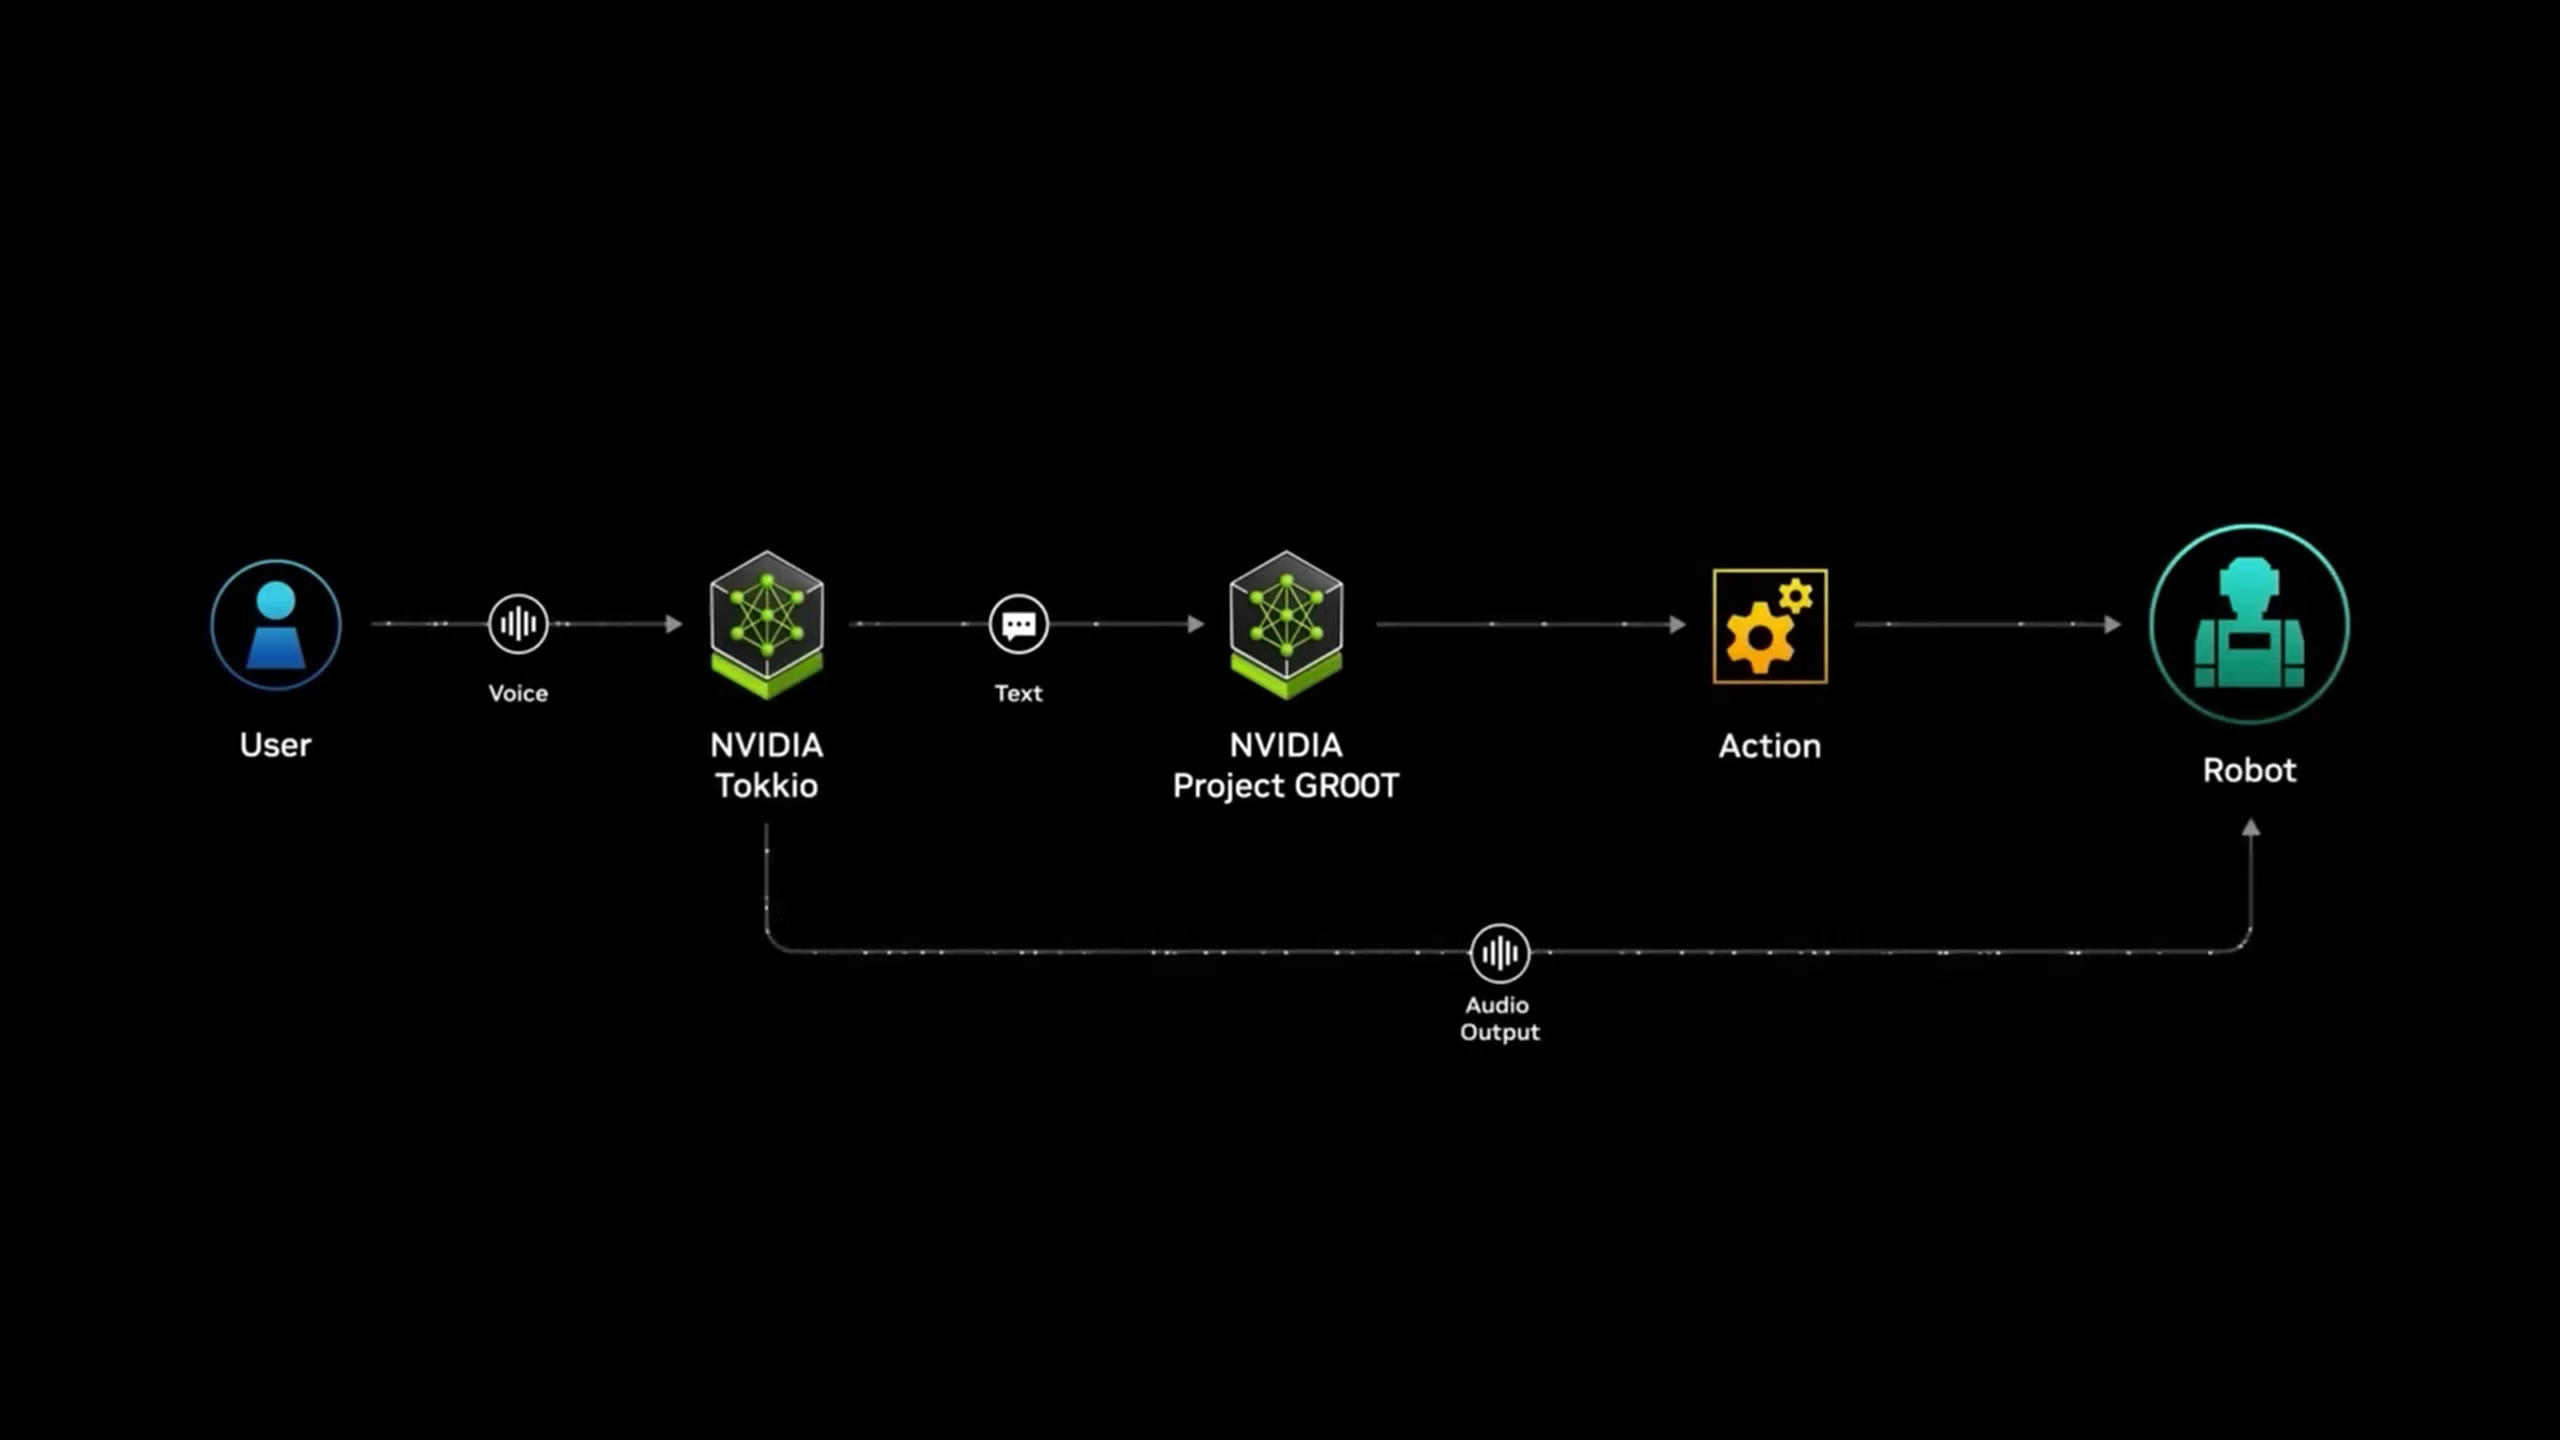 Voice
Text
User
NVIDIA
Tokkio
NVIDIA
Project GR00T
Action
Robot
Audio
Output